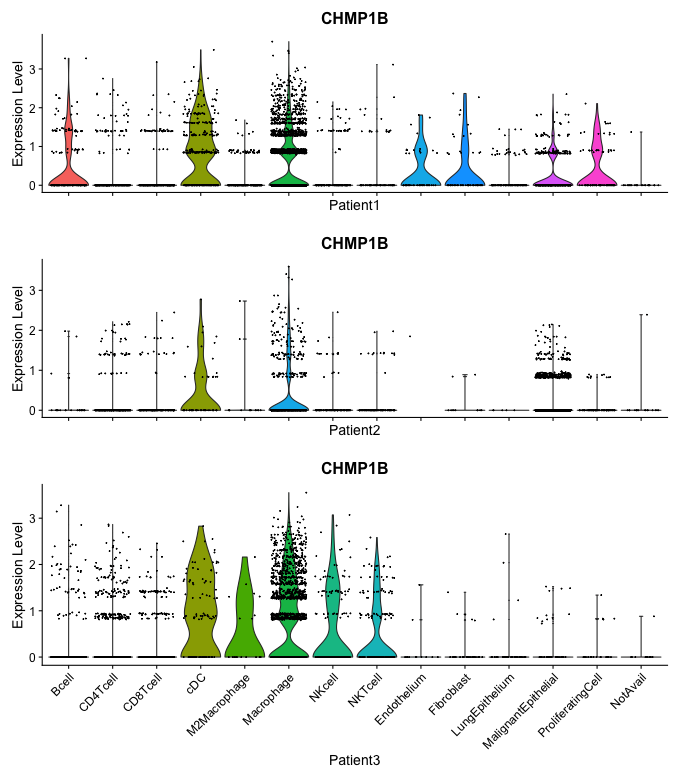 CHMP1B
Expression Level
3
2
1
0
Patient1
CHMP1B
Expression Level
3
2
1
0
Patient2
CHMP1B
Expression Level
3
2
1
0
Bcell
CD4Tcell
CD8Tcell
cDC
M2Macrophage
Macrophage
NKcell
NKTcell
Endothelium
Fibroblast
LungEpithelium
MalignantEpithelial
ProliferatingCell
NotAvail
Patient3